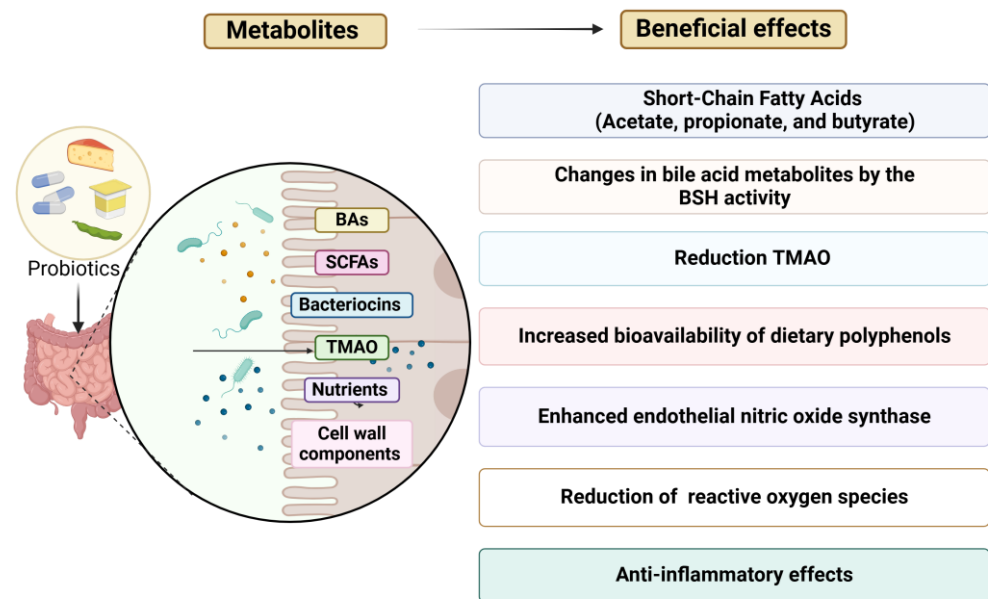 Metabolites
Beneficial effects
Short-Chain Fatty Acids
(Acetate, propionate, and butyrate)
Changes in bile acid metabolites by the
BSH activity
Reduction TMAO
Increased bioavailability of dietary polyphenols
Enhanced endothelial nitric oxide synthase
Reduction of reactive oxygen species
Anti-inflammatory effects
Probiotics
BAs
SCFAs
Bacteriocins
TMAO
Nutrients
Cell wall
components